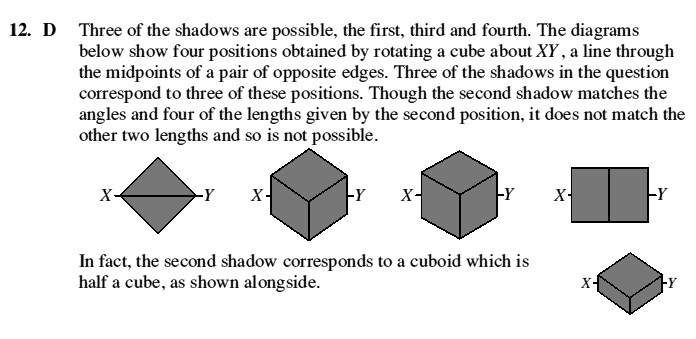 12. D Three of the shadows are possible, the first, third and fourth. The diagrams
below show four positions obtained by rotating a cube about XY, a line through
the midpoints of a pair of opposite edges. Three of the shadows in the question
correspond to three of these positions. Though the second shadow matches the
angles and four of the lengths given by the second position, it does not match the
other two lengths and so is not possible.
X Y X Y X Y X Y
In fact, the second shadow corresponds to a cuboid which is
half a cube, as shown alongside.
X Y